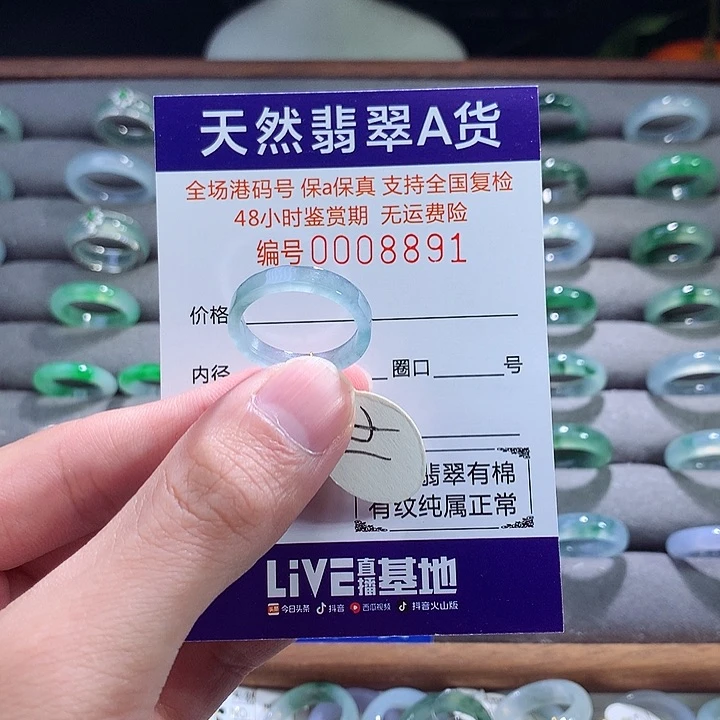 天然翡翠A货
全场港码号 保a保真 支持全国复检
48小时鉴赏期 无运费险
编号0008891
价格
内径
圈口 号
翡翠有棉
有纹纯属正常
LiVE直播基地
头条 今日头条 抖音 西瓜视频 抖音火山版